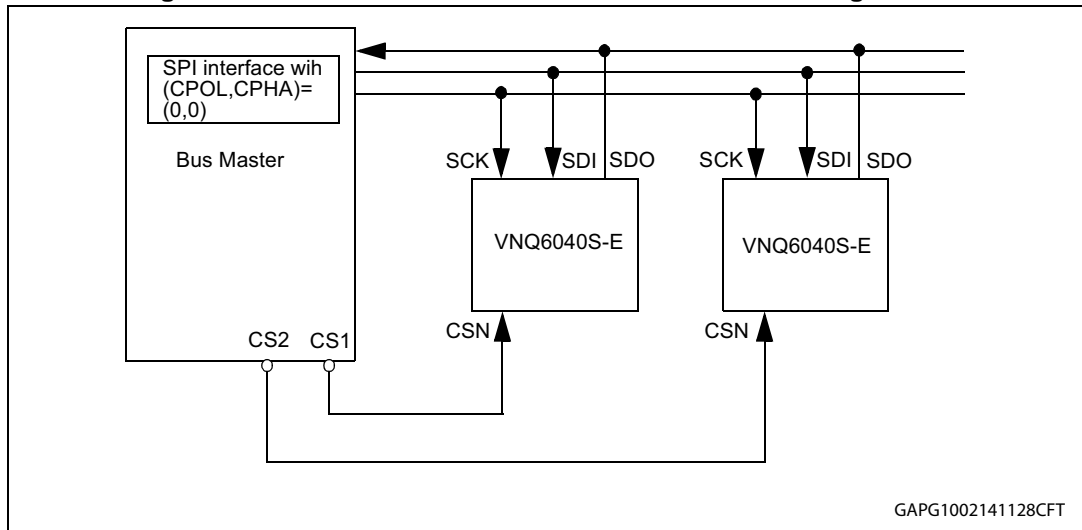 SPI interface wih
(CPOL,CPHA)=
(0,0)
Bus Master
SCK SDI SDO SCK SDI SDO
VNQ6040S-E VNQ6040S-E
CSN CSN
CS2 CS1
GAPG1002141128CFT